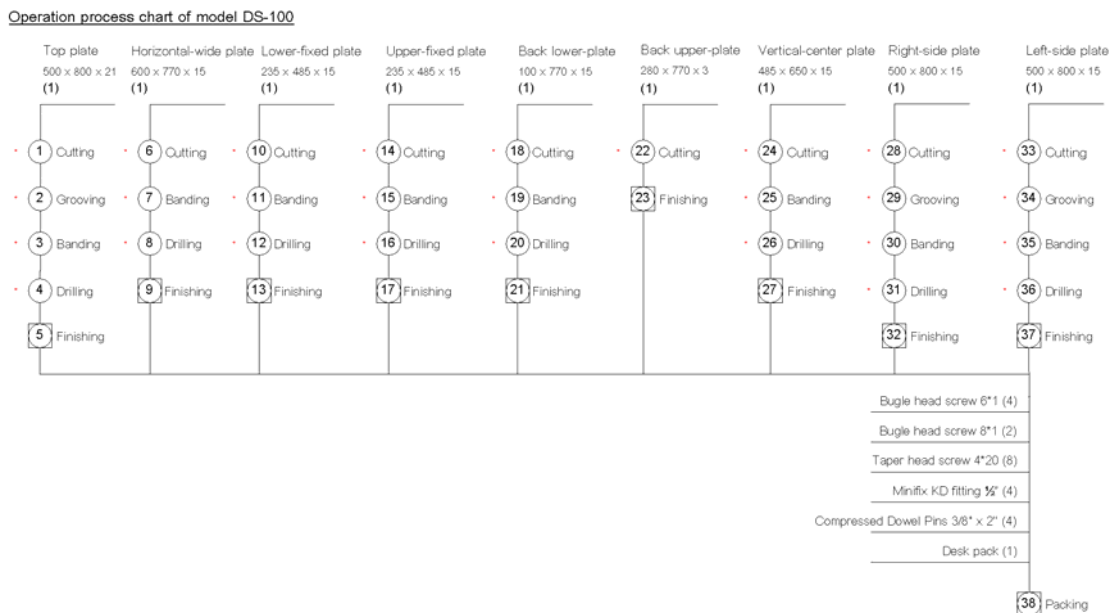 Operation process chart of model DS-100
Top plate
500 x 800 x 21
(1)
1 Cutting
2 Grooving
3 Banding
4 Drilling
5 Finishing
Horizontal-wide plate
600 x 770 x 15
(1)
6 Cutting
7 Banding
8 Drilling
9 Finishing
Lower-fixed plate
235 x 485 x 15
(1)
10 Cutting
11 Banding
12 Drilling
13 Finishing
Upper-fixed plate
235 x 485 x 15
(1)
14 Cutting
15 Banding
16 Drilling
17 Finishing
Back lower-plate
100 x 770 x 15
(1)
18 Cutting
19 Banding
20 Drilling
21 Finishing
Back upper-plate
280 x 770 x 3
(1)
22 Cutting
23 Finishing
Vertical-center plate
485 x 650 x 15
(1)
24 Cutting
25 Banding
26 Drilling
27 Finishing
Right-side plate
500 x 800 x 15
(1)
28 Cutting
29 Grooving
30 Banding
31 Drilling
32 Finishing
Left-side plate
500 x 800 x 15
(1)
33 Cutting
34 Grooving
35 Banding
36 Drilling
37 Finishing
Bugle head screw 6*1 (4)
Bugle head screw 8*1 (2)
Taper head screw 4*20 (8)
Minifix KD fitting ½" (4)
Compressed Dowel Pins 3/8" x 2" (4)
Desk pack (1)
38 Packing